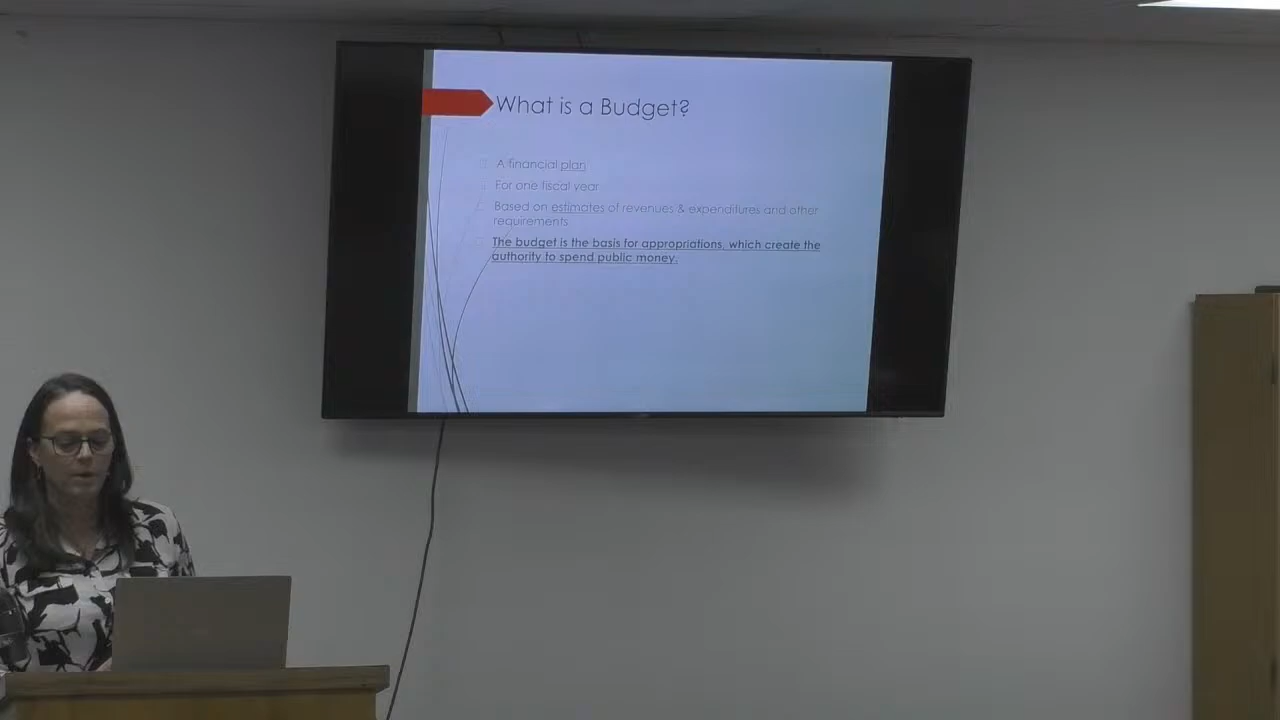 What is a Budget?
A financial plan
For one fiscal year
Based on estimates of revenues & expenditures and other
requirements
The budget is the basis for appropriations, which create the
authority to spend public money.